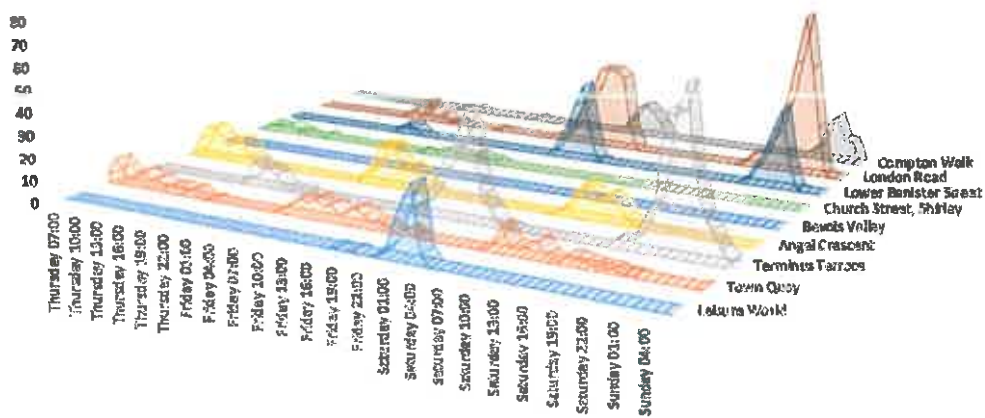 80
70
60
50
40
30
20
10
0
Thursday 07:00
Thursday 10:00
Thursday 13:00
Thursday 16:00
Thursday 19:00
Thursday 22:00
Friday 01:00
Friday 04:00
Friday 07:00
Friday 10:00
Friday 13:00
Friday 16:00
Friday 19:00
Friday 22:00
Saturday 01:00
Saturday 04:00
Saturday 07:00
Saturday 10:00
Saturday 13:00
Saturday 16:00
Saturday 19:00
Saturday 22:00
Sunday 01:00
Sunday 04:00
Compton Walk
London Road
Lower Banister Street
Church Street, Shirley
Bevois Valley
Angel Crescent
Terminus Terrace
Town Quay
Leisure World